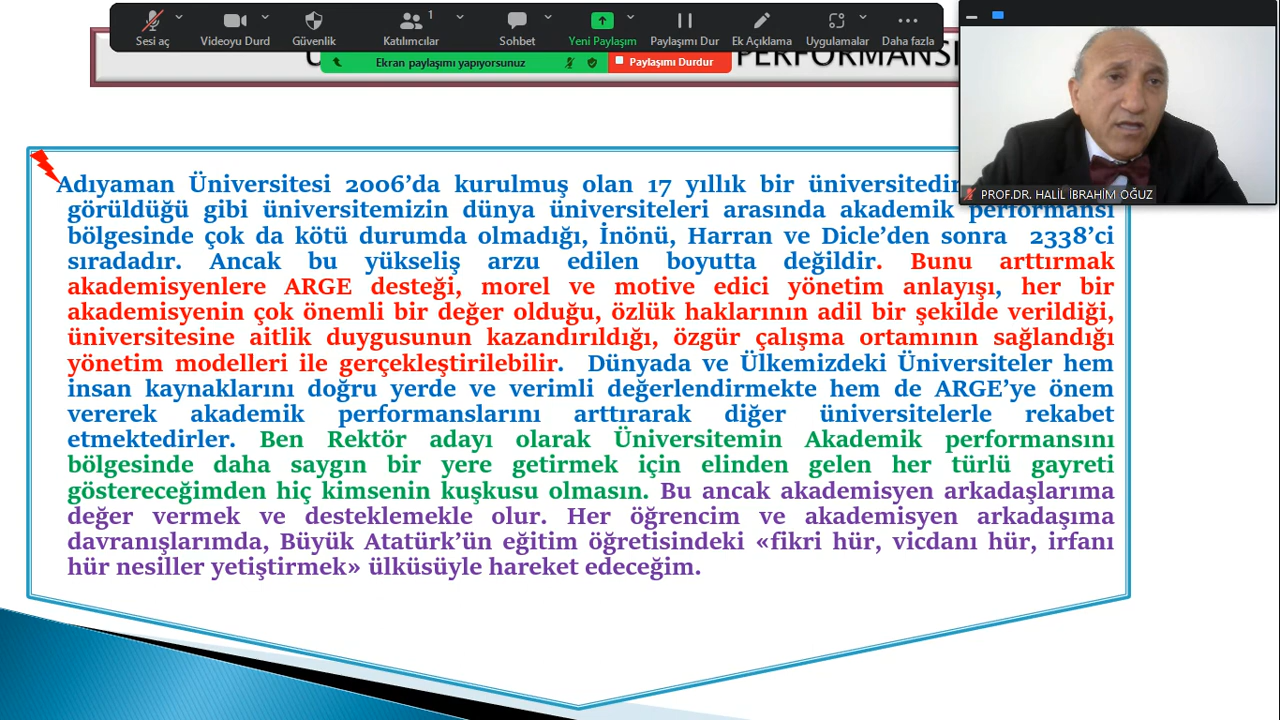 Sesi aç
Videoyu Durd
Güvenlik
1
Katılımcılar
Sohbet
Yeni Paylaşım
Paylaşımı Dur
Ek Açıklama
Uygulamalar
Daha fazla
Ekran paylaşımı yapıyorsunuz
Paylaşımı Durdur
PERFORMANSI
PROF.DR. HALİL İBRAHİM OĞUZ
Adıyaman Üniversitesi 2006’da kurulmuş olan 17 yıllık bir
görüldüğü gibi üniversitemizin dünya üniversiteleri arasında akademik performansı
bölgesinde çok da kötü durumda olmadığı, İnönü, Harran ve Dicle’den sonra 2338’ci
sıradadır. Ancak bu yükseliş arzu edilen boyutta değildir. Bunu arttırmak
akademisyenlere ARGE desteği, morel ve motive edici yönetim anlayışı, her bir
akademisyenin çok önemli bir değer olduğu, özlük haklarının adil bir şekilde verildiği,
üniversitesine aitlik duygusunun kazandırıldığı, özgür çalışma ortamının sağlandığı
yönetim modelleri ile gerçekleştirilebilir. Dünyada ve Ülkemizdeki Üniversiteler hem
insan kaynaklarını doğru yerde ve verimli değerlendirmekte hem de ARGE’ye önem
vererek akademik performanslarını arttırarak diğer üniversitelerle rekabet
etmektedirler. Ben Rektör adayı olarak Üniversitemin Akademik performansını
bölgesinde daha saygın bir yere getirmek için elinden gelen her türlü gayreti
göstereceğimden hiç kimsenin kuşkusu olmasın. Bu ancak akademisyen arkadaşlarıma
değer vermek ve desteklemekle olur. Her öğrencim ve akademisyen arkadaşıma
davranışlarımda, Büyük Atatürk’ün eğitim öğretisindeki «fikri hür, vicdanı hür, irfanı
hür nesiller yetiştirmek» ülküsüyle hareket edeceğim.